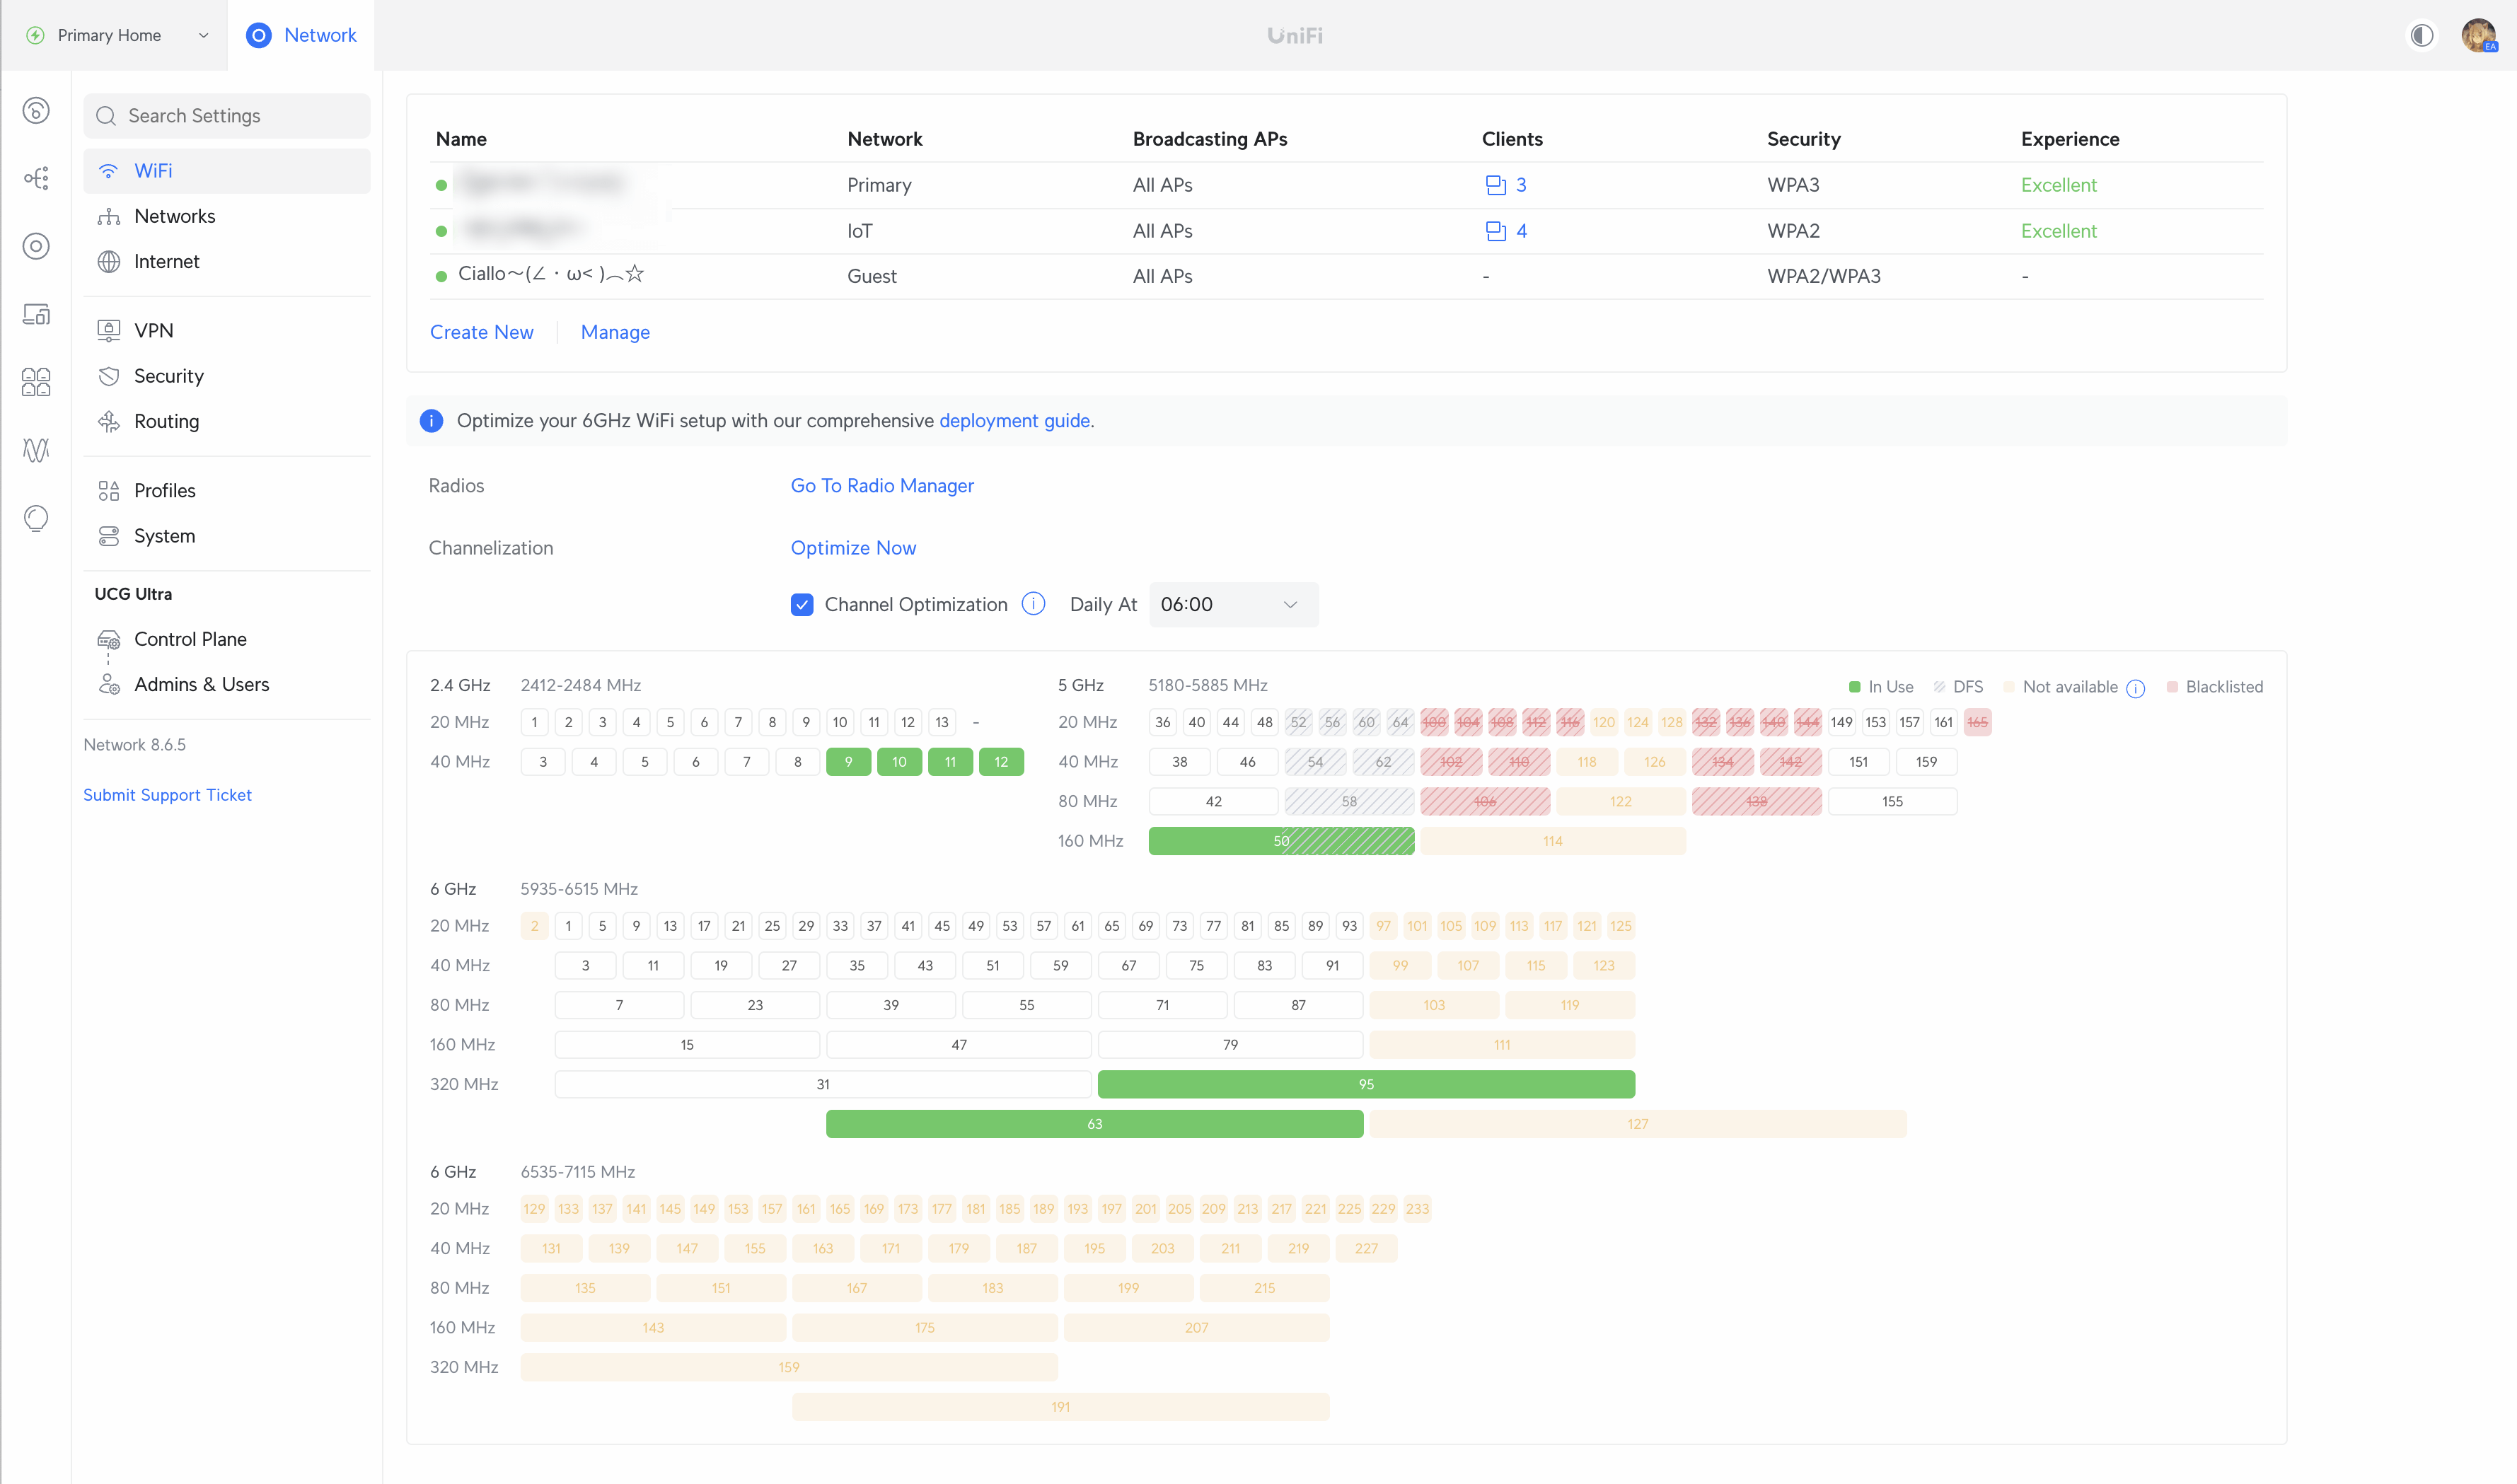 Primary Home
Network
UniFi
EA
Search Settings
WiFi
Networks
Internet
VPN
Security
Routing
Profiles
System
UCG Ultra
Control Plane
Admins & Users
Network 8.6.5
Submit Support Ticket
Name Network Broadcasting APs Clients Security Experience
Primary All APs 3 WPA3 Excellent
IoT All APs 4 WPA2 Excellent
Ciallo～(∠・ω< )⌒☆ Guest All APs - WPA2/WPA3 -
Create New Manage
Optimize your 6GHz WiFi setup with our comprehensive deployment guide.
Radios Go To Radio Manager
Channelization Optimize Now
Channel Optimization Daily At 06:00
2.4 GHz 2412-2484 MHz
20 MHz 1 2 3 4 5 6 7 8 9 10 11 12 13 -
40 MHz 3 4 5 6 7 8 9 10 11 12
5 GHz 5180-5885 MHz In Use DFS Not available Blacklisted
20 MHz 36 40 44 48 52 56 60 64 100 104 108 112 116 120 124 128 132 136 140 144 149 153 157 161 165
40 MHz 38 46 54 62 102 110 118 126 134 142 151 159
80 MHz 42 58 106 122 138 155
160 MHz 50 114
6 GHz 5935-6515 MHz
20 MHz 2 1 5 9 13 17 21 25 29 33 37 41 45 49 53 57 61 65 69 73 77 81 85 89 93 97 101 105 109 113 117 121 125
40 MHz 3 11 19 27 35 43 51 59 67 75 83 91 99 107 115 123
80 MHz 7 23 39 55 71 87 103 119
160 MHz 15 47 79 111
320 MHz 31 95
63 127
6 GHz 6535-7115 MHz
20 MHz 129 133 137 141 145 149 153 157 161 165 169 173 177 181 185 189 193 197 201 205 209 213 217 221 225 229 233
40 MHz 131 139 147 155 163 171 179 187 195 203 211 219 227
80 MHz 135 151 167 183 199 215
160 MHz 143 175 207
320 MHz 159
191